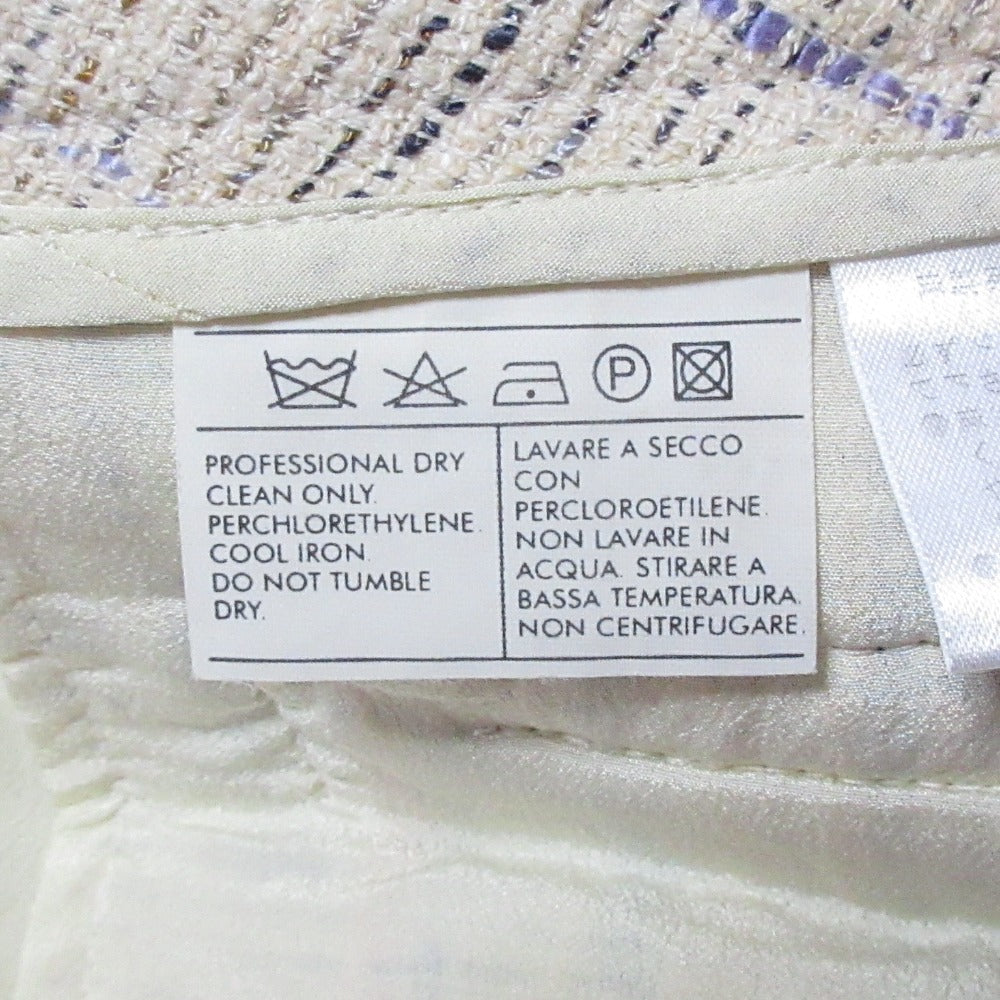 P
PROFESSIONAL DRY
CLEAN ONLY.
PERCHLORETHYLENE.
COOL IRON.
DO NOT TUMBLE
DRY.
LAVARE A SECCO
CON
PERCLOROETILENE.
NON LAVARE IN
ACQUA. STIRARE A
BASSA TEMPERATURA.
NON CENTRIFUGARE.